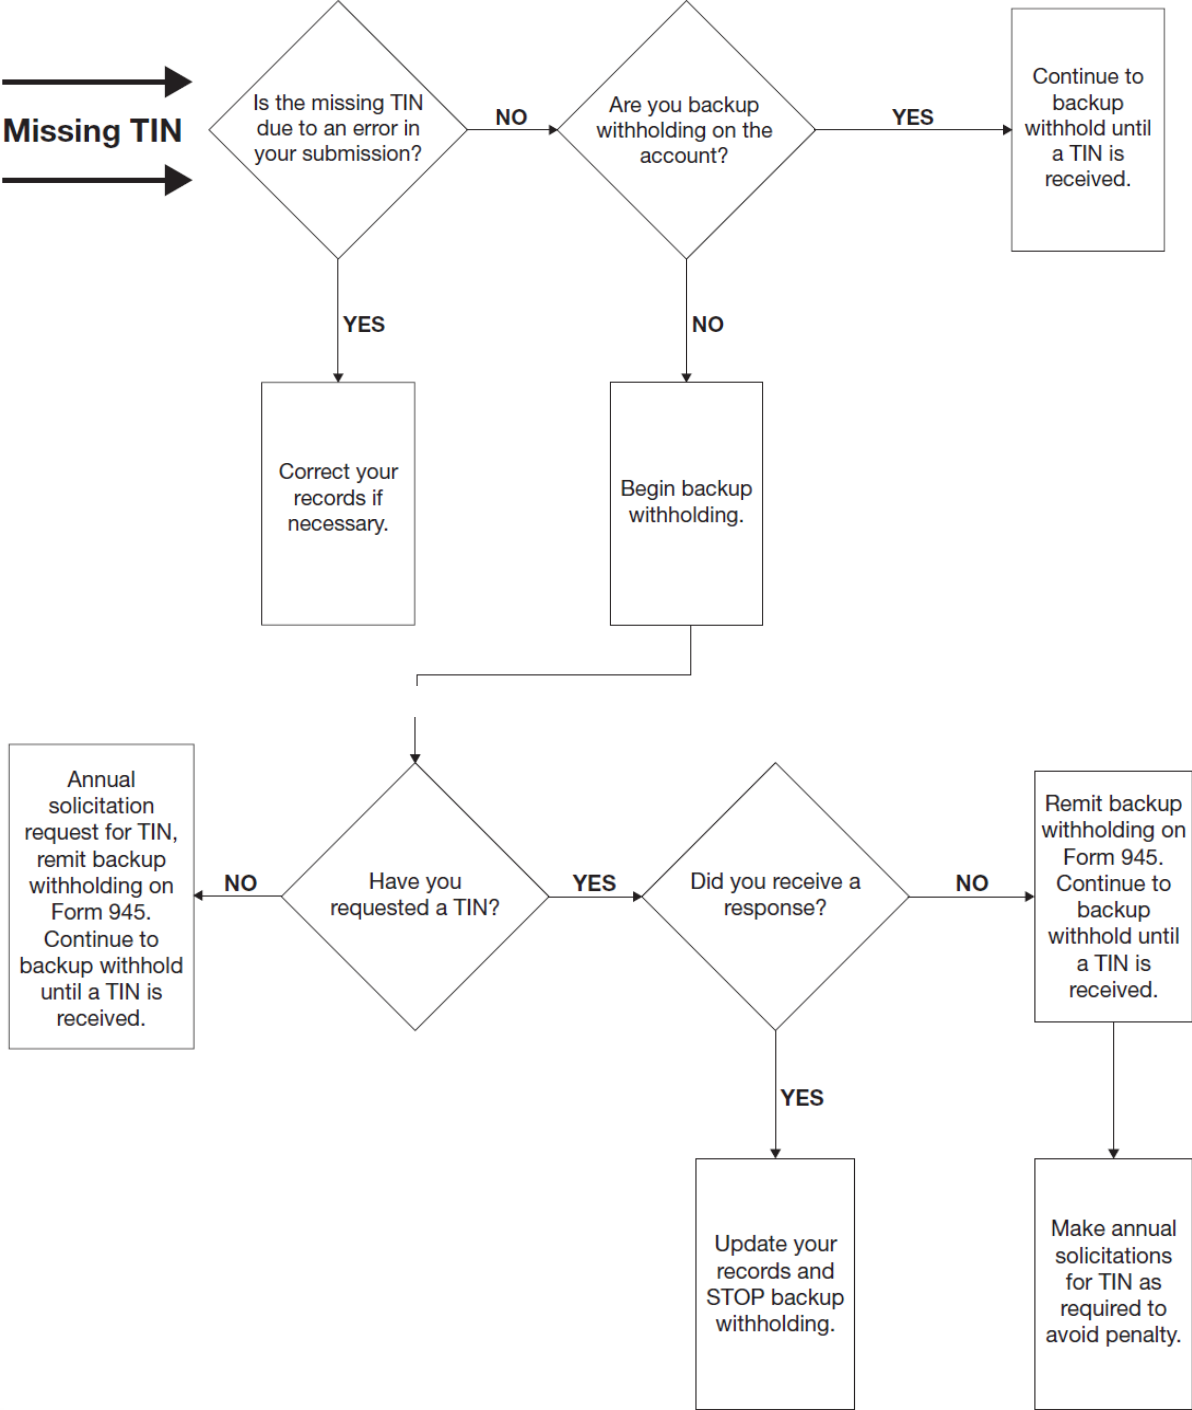 Missing TIN
Is the missing TIN
due to an error in
your submission?
NO
Are you backup
withholding on the
account?
YES
Continue to
backup
withhold until
a TIN is
received.
YES
NO
Correct your
records if
necessary.
Begin backup
withholding.
Annual
solicitation
request for TIN,
remit backup
withholding on
Form 945.
Continue to
backup withhold
until a TIN is
received.
NO
Have you
requested a TIN?
YES
Did you receive a
response?
NO
Remit backup
withholding on
Form 945.
Continue to
backup
withhold until
a TIN is
received.
YES
Update your
records and
STOP backup
withholding.
Make annual
solicitations
for TIN as
required to
avoid penalty.